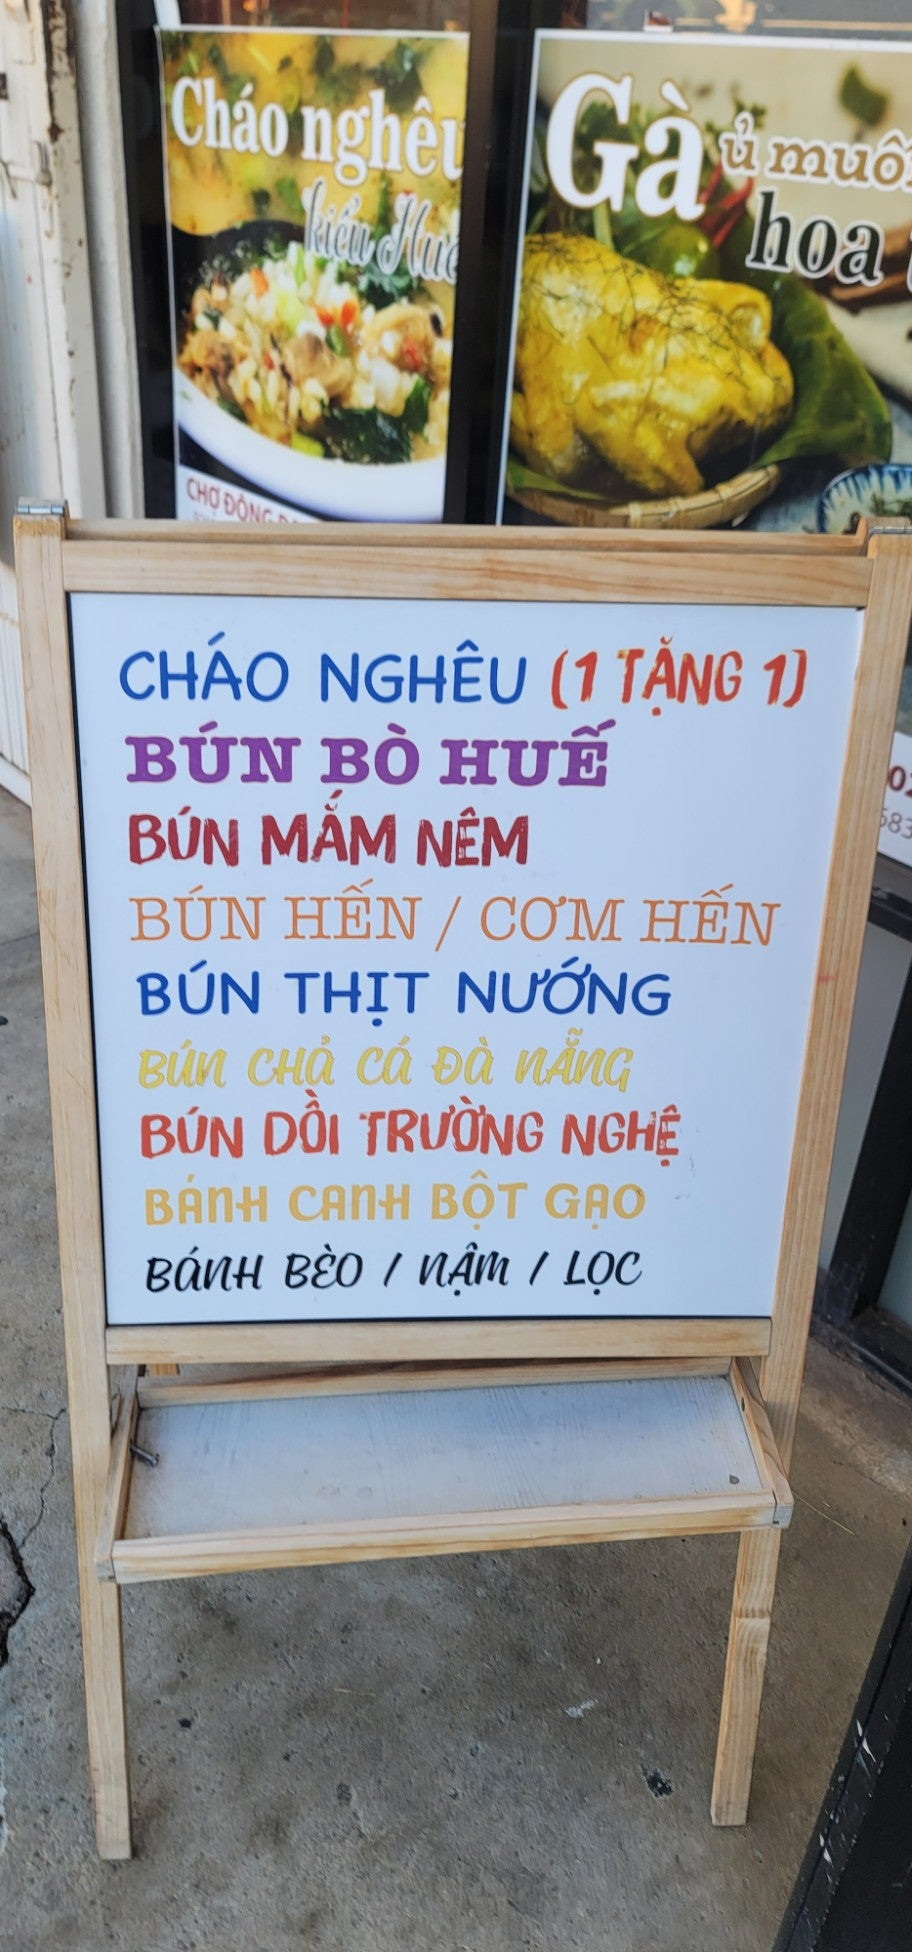 Cháo nghêu
kiểu Huế
CHỢ ĐÔNG
Gà
ủ muối
hoa
CHÁO NGHÊU (1 TẶNG 1)
BÚN BÒ HUẾ
BÚN MẮM NÊM
BÚN HẾN / CƠM HẾN
BÚN THỊT NƯỚNG
BÚN CHẢ CÁ ĐÀ NẴNG
BÚN DỒI TRƯỜNG NGHỆ
BÁNH CANH BỘT GẠO
BÁNH BÈO / NẬM / LỌC